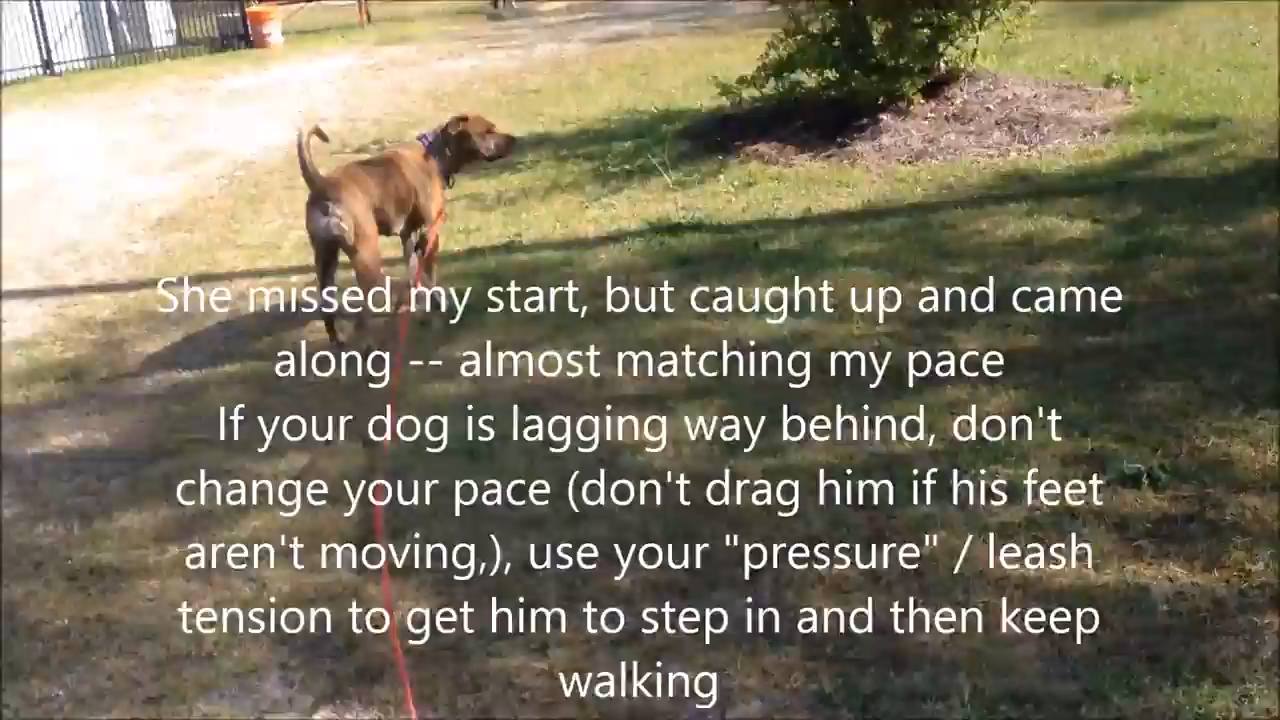 She missed my start, but caught up and came
along -- almost matching my pace
If your dog is lagging way behind, don't
change your pace (don't drag him if his feet
aren't moving,), use your "pressure" / leash
tension to get him to step in and then keep
walking